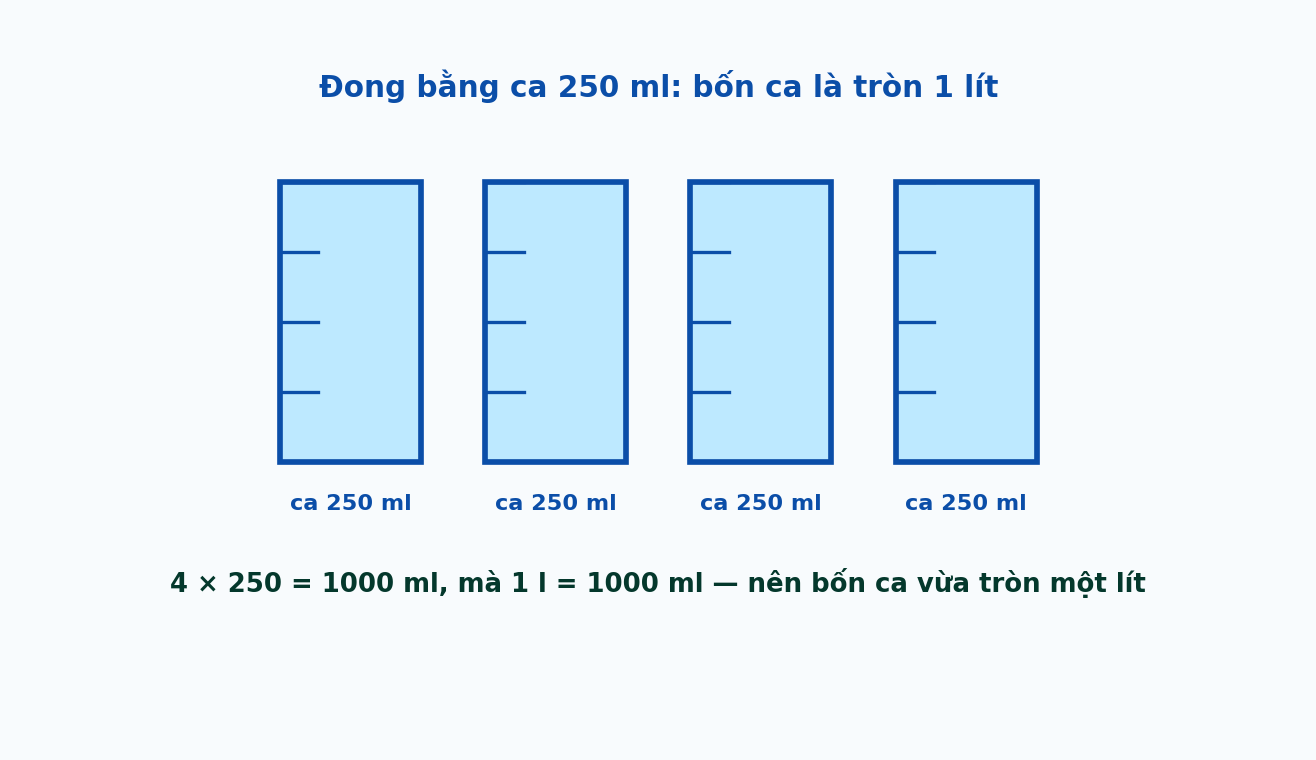 Đong bằng ca 250 ml: bốn ca là tròn 1 lít
ca 250 ml
ca 250 ml
ca 250 ml
ca 250 ml
4 × 250 = 1000 ml, mà 1 l = 1000 ml — nên bốn ca vừa tròn một lít